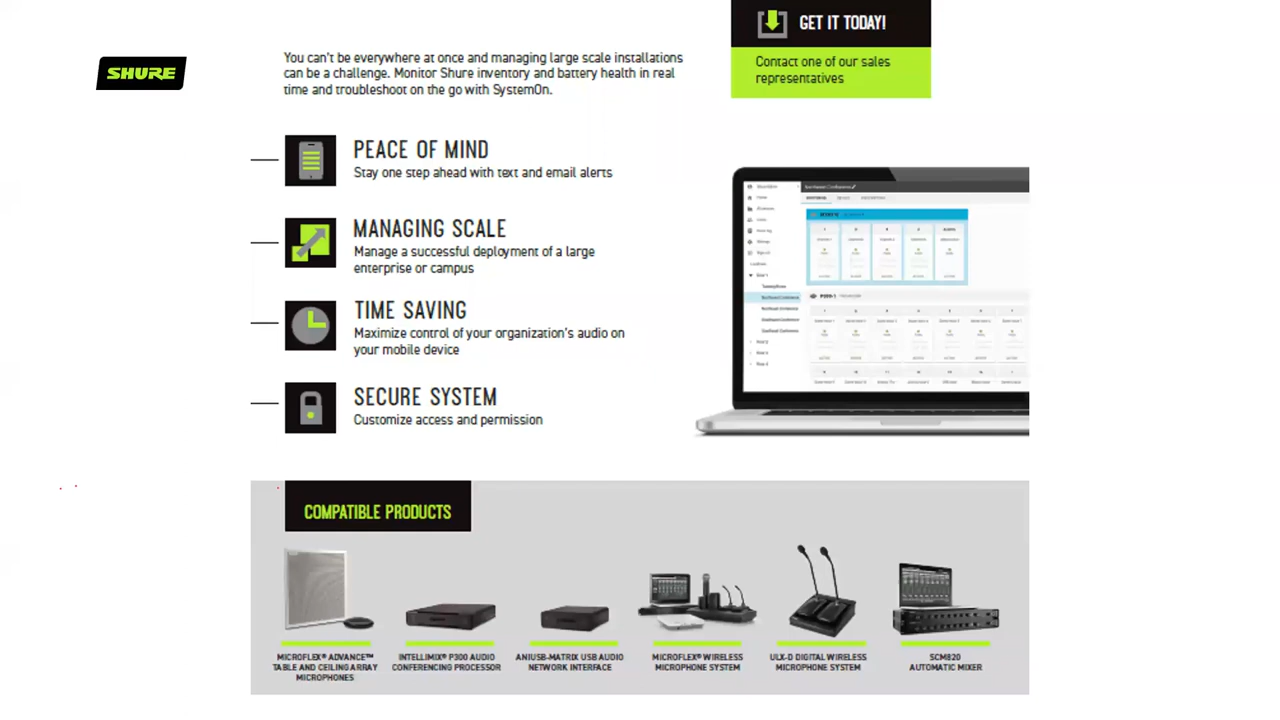 GET IT TODAY!
Contact one of our sales
representatives
SHURE
You can't be everywhere at once and managing large scale installations
can be a challenge. Monitor Shure inventory and battery health in real
time and troubleshoot on the go with SystemOn.
PEACE OF MIND
Stay one step ahead with text and email alerts
MANAGING SCALE
Manage a successful deployment of a large
enterprise or campus
TIME SAVING
Maximize control of your organization's audio on
your mobile device
SECURE SYSTEM
Customize access and permission
COMPATIBLE PRODUCTS
MICROFLEX® ADVANCE™
TABLE AND CEILING ARRAY
MICROPHONES
INTELLIMIX® P300 AUDIO
CONFERENCING PROCESSOR
ANIUSB-MATRIX USB AUDIO
NETWORK INTERFACE
MICROFLEX® WIRELESS
MICROPHONE SYSTEM
ULX-D DIGITAL WIRELESS
MICROPHONE SYSTEM
SCM820
AUTOMATIC MIXER